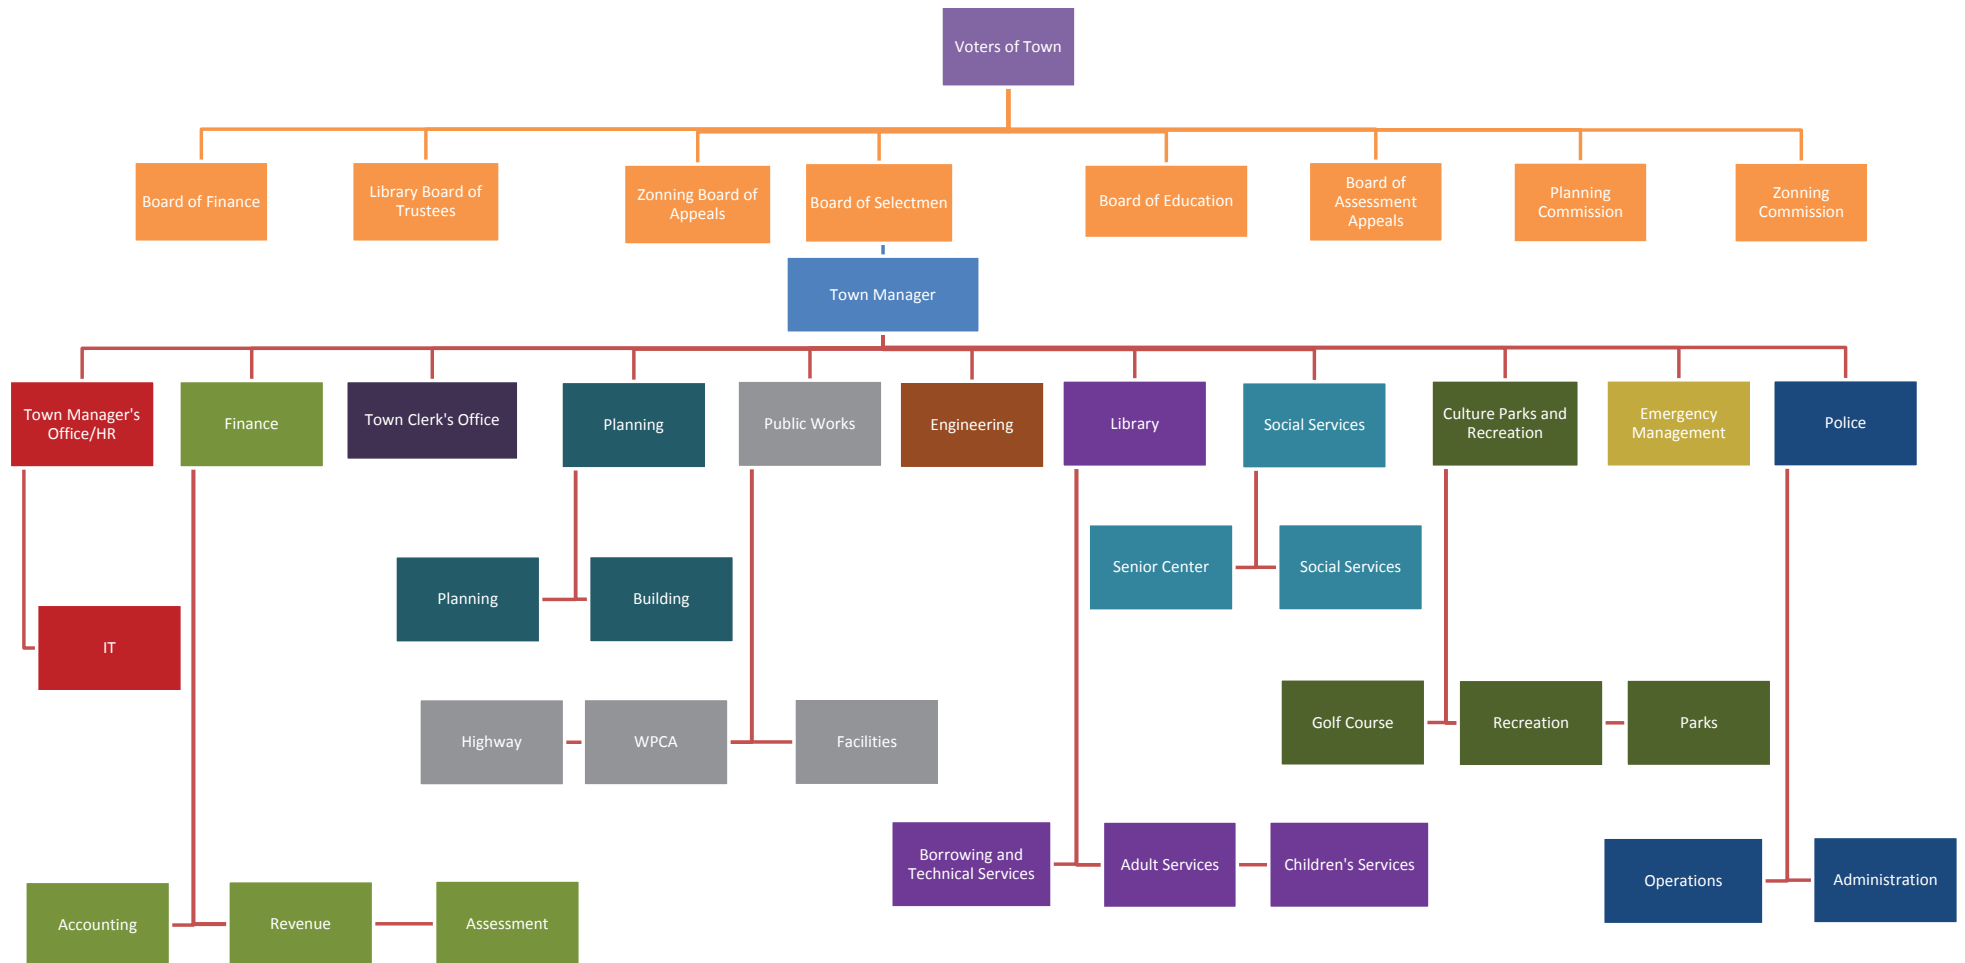 Voters of Town
Board of Finance
Library Board of
Trustees
Zonning Board of
Appeals
Board of Selectmen
Board of Education
Board of
Assessment
Appeals
Planning
Commission
Zonning
Commission
Town Manager
Town Manager's
Office/HR
Finance
Town Clerk's Office
Planning
Public Works
Engineering
Library
Social Services
Culture Parks and
Recreation
Emergency
Management
Police
Senior Center
Social Services
Planning
Building
IT
Highway
WPCA
Facilities
Golf Course
Recreation
Parks
Borrowing and
Technical Services
Adult Services
Children's Services
Operations
Administration
Accounting
Revenue
Assessment